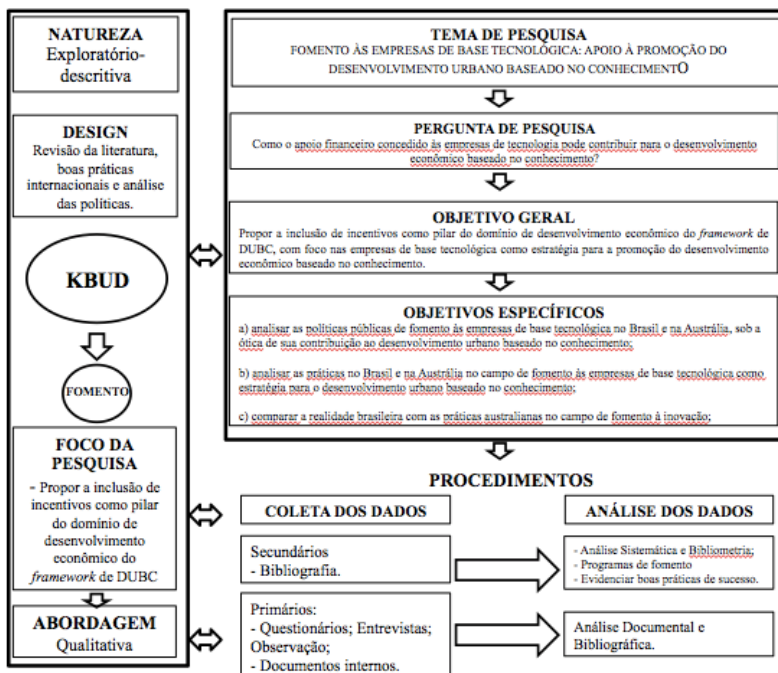 NATUREZA
Exploratório-
descritiva
DESIGN
Revisão da literatura,
boas práticas
internacionais e análise
das políticas.
KBUD
FOMENTO
FOCO DA
PESQUISA
- Propor a inclusão de
incentivos como pilar
do domínio de
desenvolvimento
econômico do
framework de DUBC
ABORDAGEM
Qualitativa
TEMA DE PESQUISA
FOMENTO ÀS EMPRESAS DE BASE TECNOLÓGICA: APOIO À PROMOÇÃO DO
DESENVOLVIMENTO URBANO BASEADO NO CONHECIMENTO
PERGUNTA DE PESQUISA
Como o apoio financeiro concedido às empresas de tecnologia pode contribuir para o desenvolvimento
econômico baseado no conhecimento?
OBJETIVO GERAL
Propor a inclusão de incentivos como pilar do domínio de desenvolvimento econômico do framework de
DUBC, com foco nas empresas de base tecnológica como estratégia para a promoção do desenvolvimento
econômico baseado no conhecimento.
OBJETIVOS ESPECÍFICOS
a) analisar as políticas públicas de fomento às empresas de base tecnológica no Brasil e na Austrália, sob a
ótica de sua contribuição ao desenvolvimento urbano baseado no conhecimento;
b) analisar as práticas no Brasil e na Austrália no campo de fomento às empresas de base tecnológica como
estratégia para o desenvolvimento urbano baseado no conhecimento;
c) comparar a realidade brasileira com as práticas australianas no campo de fomento à inovação;
PROCEDIMENTOS
COLETA DOS DADOS
Secundários
- Bibliografia.
Primários:
- Questionários; Entrevistas;
Observação;
- Documentos internos.
ANÁLISE DOS DADOS
- Análise Sistemática e Bibliometria;
- Programas de fomento
- Evidenciar boas práticas de sucesso.
Análise Documental e
Bibliográfica.